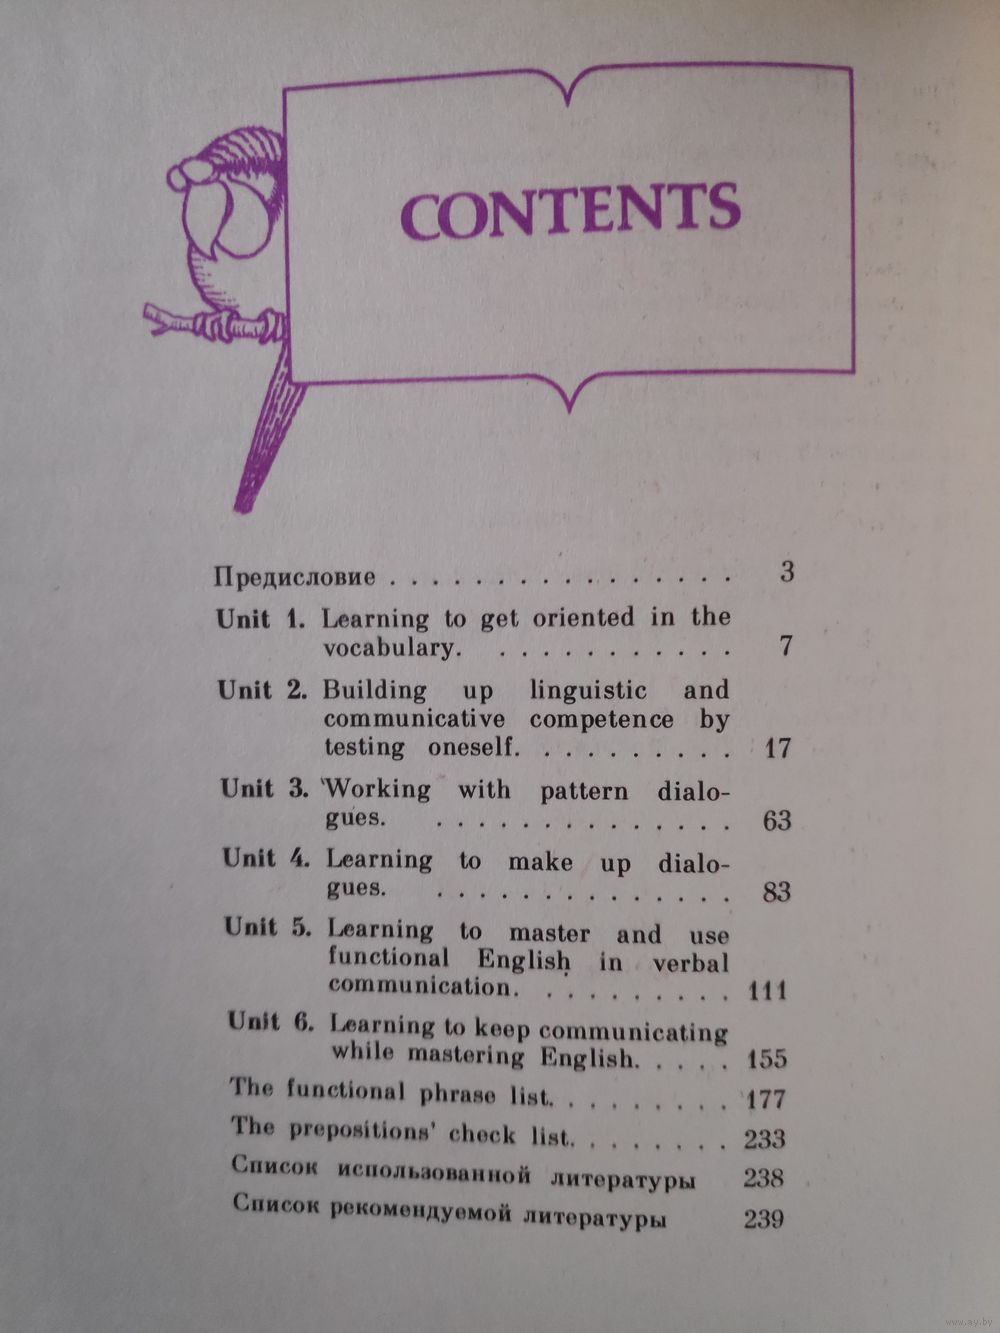 CONTENTS
Предисловие . . . . . . . . . . . . . . . . 3
Unit 1. Learning to get oriented in the
vocabulary. . . . . . . . . . . . 7
Unit 2. Building up linguistic and
communicative competence by
testing oneself. . . . . . . . . . 17
Unit 3. Working with pattern dialo-
gues. . . . . . . . . . . . . . . 63
Unit 4. Learning to make up dialo-
gues. . . . . . . . . . . . . . . 83
Unit 5. Learning to master and use
functional English in verbal
communication. . . . . . . . . . 111
Unit 6. Learning to keep communicating
while mastering English. . . . . 155
The functional phrase list. . . . . . . . . 177
The prepositions' check list. . . . . . . . 233
Список использованной литературы 238
Список рекомендуемой литературы 239
www.ay.by